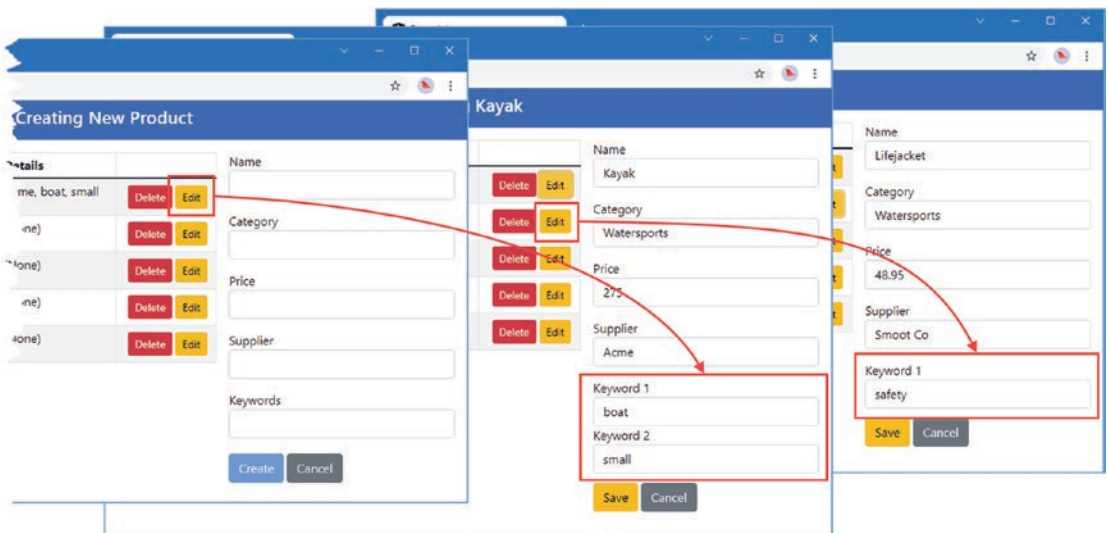 Creating New Product
Details
me, boat, small
Delete
Edit
Delete
Edit
Delete
Edit
Delete
Edit
Delete
Edit
Name
Category
Price
Supplier
Keywords
Create
Cancel
Kayak
Delete
Edit
Delete
Edit
Delete
Edit
Delete
Edit
Delete
Edit
Name
Kayak
Category
Watersports
Price
275
Supplier
Acme
Keyword 1
boat
Keyword 2
small
Save
Cancel
Name
Lifejacket
Category
Watersports
Price
48.95
Supplier
Smoot Co
Keyword 1
safety
Save
Cancel